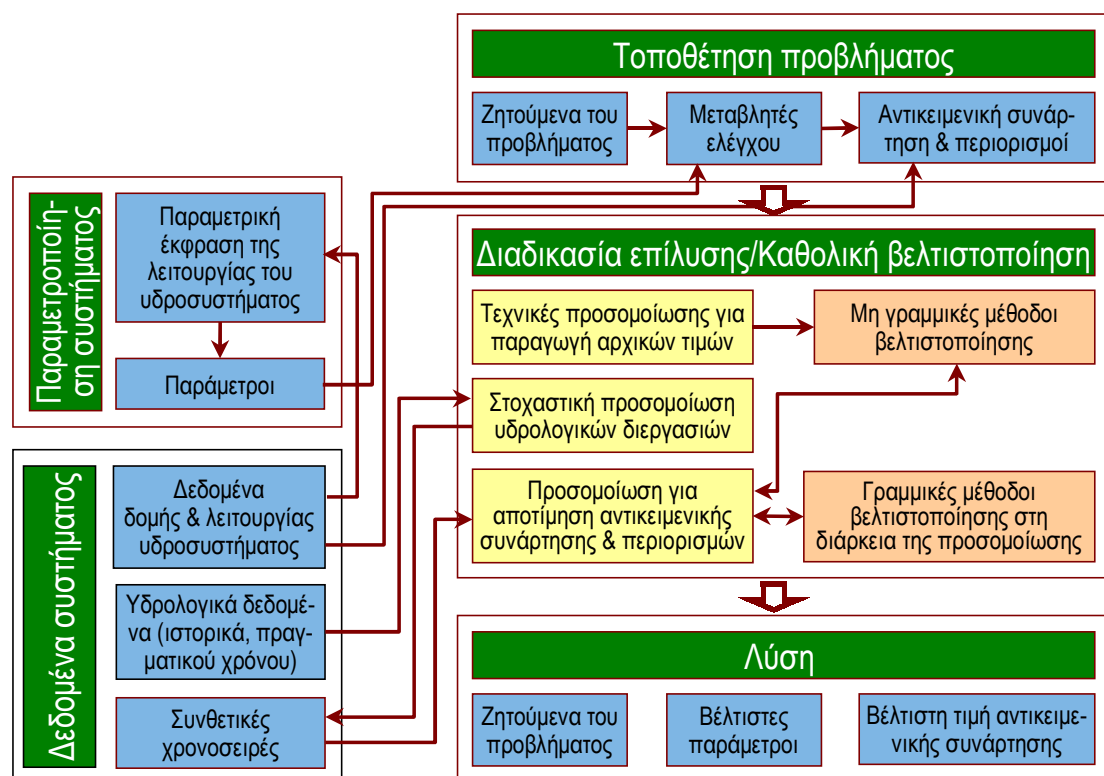 Τοποθέτηση προβλήματος
Ζητούμενα του
προβλήματος
Μεταβλητές
ελέγχου
Αντικειμενική συνάρ-
τηση & περιορισμοί
Παραμετροποίη-
ση συστήματος
Παραμετρική
έκφραση της
λειτουργίας του
υδροσυστήματος
Παράμετροι
Διαδικασία επίλυσης/Καθολική βελτιστοποίηση
Τεχνικές προσομοίωσης για
παραγωγή αρχικών τιμών
Μη γραμμικές μέθοδοι
βελτιστοποίησης
Στοχαστική προσομοίωση
υδρολογικών διεργασιών
Προσομοίωση για
αποτίμηση αντικειμενικής
συνάρτησης & περιορισμών
Γραμμικές μέθοδοι
βελτιστοποίησης στη
διάρκεια της προσομοίωσης
Δεδομένα συστήματος
Δεδομένα
δομής & λειτουργίας
υδροσυστήματος
Υδρολογικά δεδομέ-
να (ιστορικά, πραγ-
ματικού χρόνου)
Συνθετικές
χρονοσειρές
Λύση
Ζητούμενα του
προβλήματος
Βέλτιστες
παράμετροι
Βέλτιστη τιμή αντικειμε-
νικής συνάρτησης